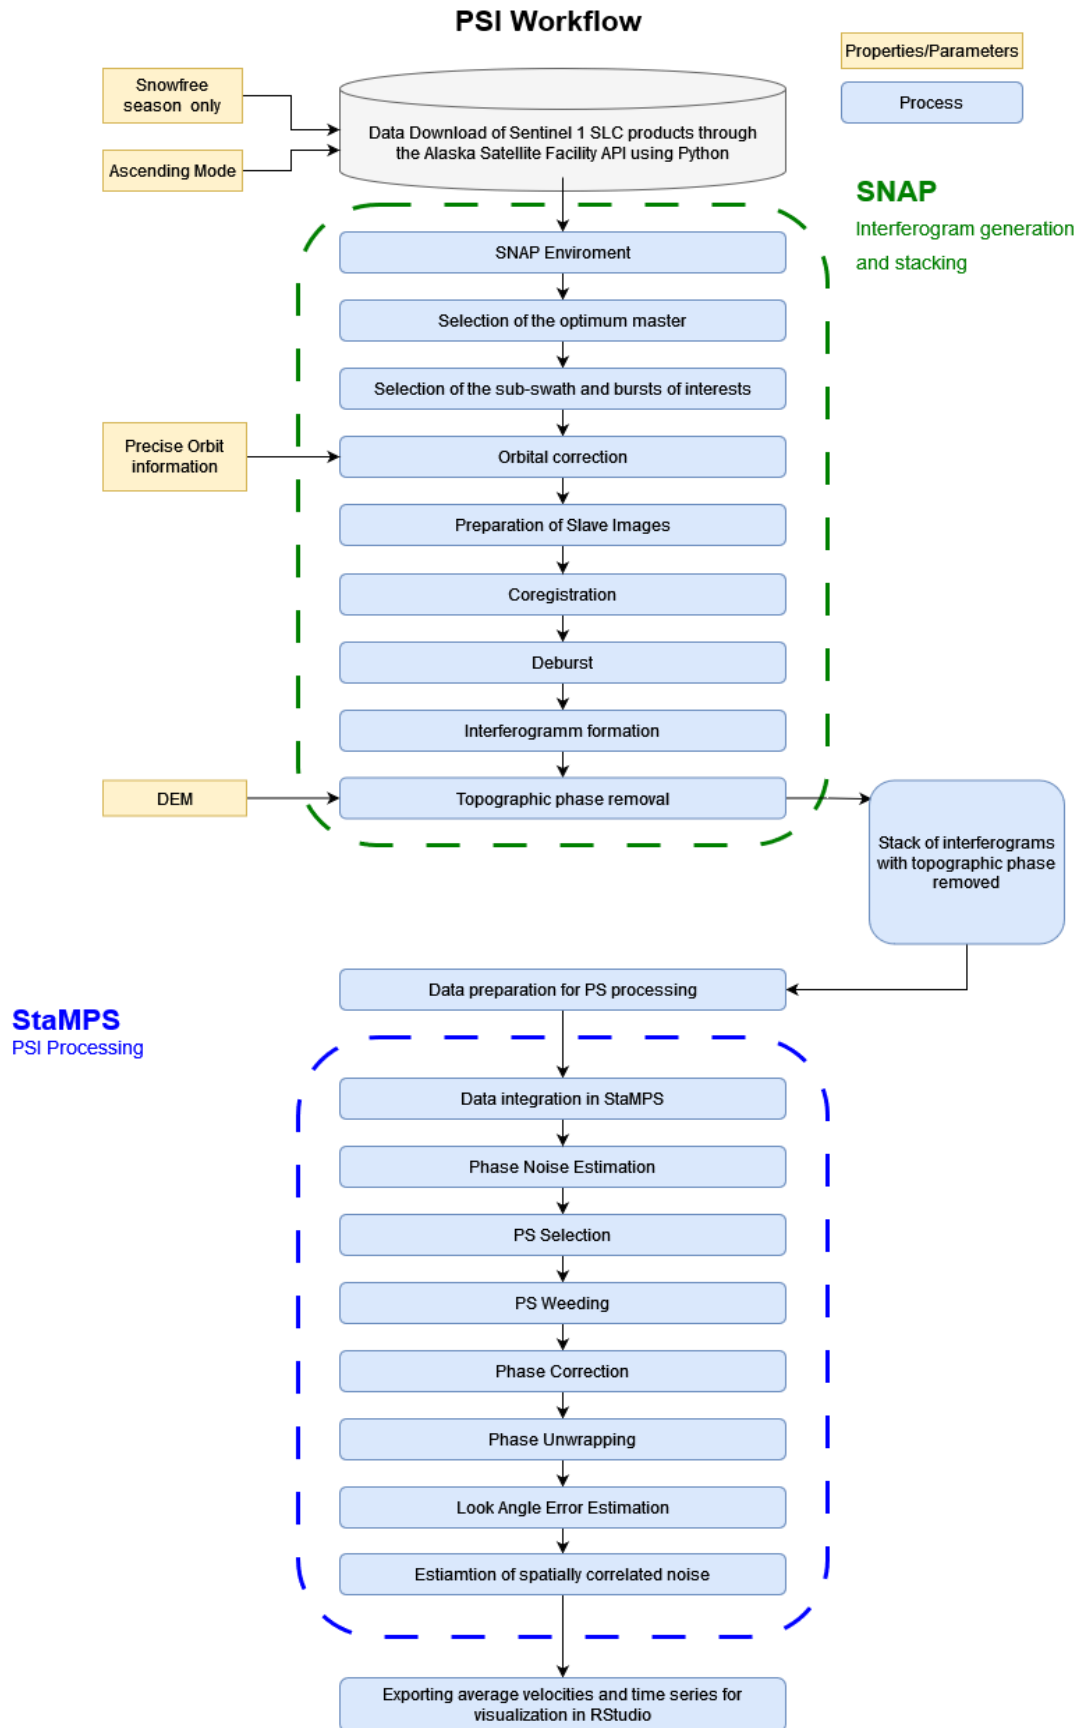 PSI Workflow
Properties/Parameters
Process
Snowfree
season only
Ascending Mode
Data Download of Sentinel 1 SLC products through
the Alaska Satellite Facility API using Python
SNAP
Interferogram generation
and stacking
SNAP Enviroment
Selection of the optimum master
Selection of the sub-swath and bursts of interests
Precise Orbit
information
Orbital correction
Preparation of Slave Images
Coregistration
Deburst
Interferogramm formation
DEM
Topographic phase removal
Stack of interferograms
with topographic phase
removed
Data preparation for PS processing
StaMPS
PSI Processing
Data integration in StaMPS
Phase Noise Estimation
PS Selection
PS Weeding
Phase Correction
Phase Unwrapping
Look Angle Error Estimation
Estiamtion of spatially correlated noise
Exporting average velocities and time series for
visualization in RStudio